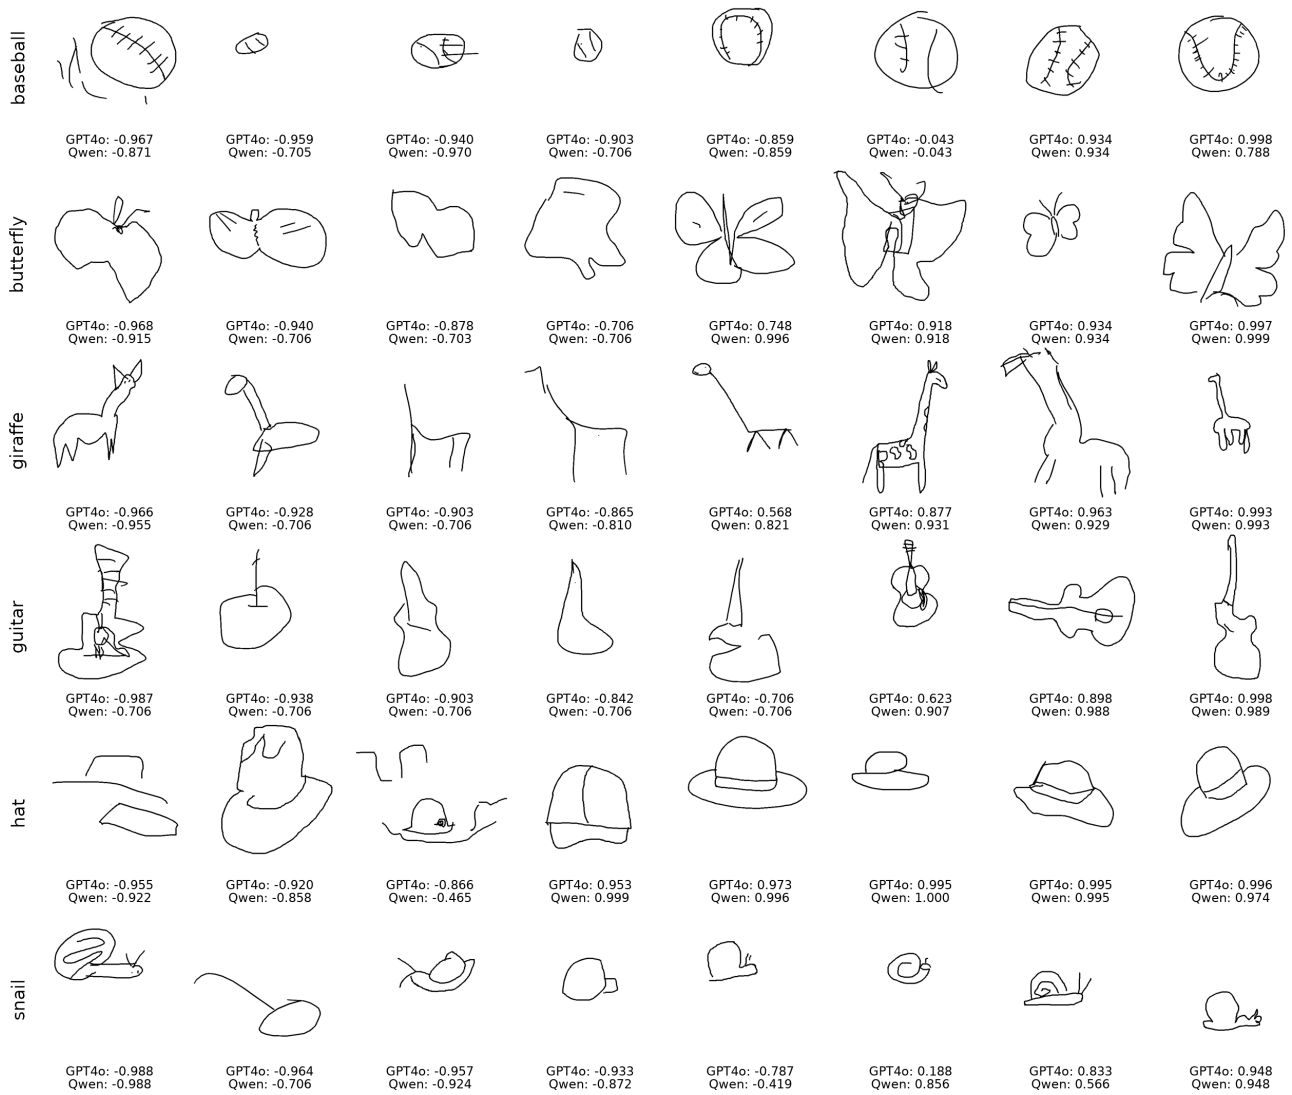 baseball
GPT4o: -0.967 GPT4o: -0.959 GPT4o: -0.940 GPT4o: -0.903 GPT4o: -0.859 GPT4o: -0.043 GPT4o: 0.934 GPT4o: 0.998
Qwen: -0.871 Qwen: -0.705 Qwen: -0.970 Qwen: -0.706 Qwen: -0.859 Qwen: -0.043 Qwen: 0.934 Qwen: 0.788
butterfly
GPT4o: -0.968 GPT4o: -0.940 GPT4o: -0.878 GPT4o: -0.706 GPT4o: 0.748 GPT4o: 0.918 GPT4o: 0.934 GPT4o: 0.997
Qwen: -0.915 Qwen: -0.706 Qwen: -0.703 Qwen: -0.706 Qwen: 0.996 Qwen: 0.918 Qwen: 0.934 Qwen: 0.999
giraffe
GPT4o: -0.966 GPT4o: -0.928 GPT4o: -0.903 GPT4o: -0.865 GPT4o: 0.568 GPT4o: 0.877 GPT4o: 0.963 GPT4o: 0.993
Qwen: -0.955 Qwen: -0.706 Qwen: -0.706 Qwen: -0.810 Qwen: 0.821 Qwen: 0.931 Qwen: 0.929 Qwen: 0.993
guitar
GPT4o: -0.987 GPT4o: -0.938 GPT4o: -0.903 GPT4o: -0.842 GPT4o: -0.706 GPT4o: 0.623 GPT4o: 0.898 GPT4o: 0.998
Qwen: -0.706 Qwen: -0.706 Qwen: -0.706 Qwen: -0.706 Qwen: -0.706 Qwen: 0.907 Qwen: 0.988 Qwen: 0.989
hat
GPT4o: -0.955 GPT4o: -0.920 GPT4o: -0.866 GPT4o: 0.953 GPT4o: 0.973 GPT4o: 0.995 GPT4o: 0.995 GPT4o: 0.996
Qwen: -0.922 Qwen: -0.858 Qwen: -0.465 Qwen: 0.999 Qwen: 0.996 Qwen: 1.000 Qwen: 0.995 Qwen: 0.974
snail
GPT4o: -0.988 GPT4o: -0.964 GPT4o: -0.957 GPT4o: -0.933 GPT4o: -0.787 GPT4o: 0.188 GPT4o: 0.833 GPT4o: 0.948
Qwen: -0.988 Qwen: -0.706 Qwen: -0.924 Qwen: -0.872 Qwen: -0.419 Qwen: 0.856 Qwen: 0.566 Qwen: 0.948